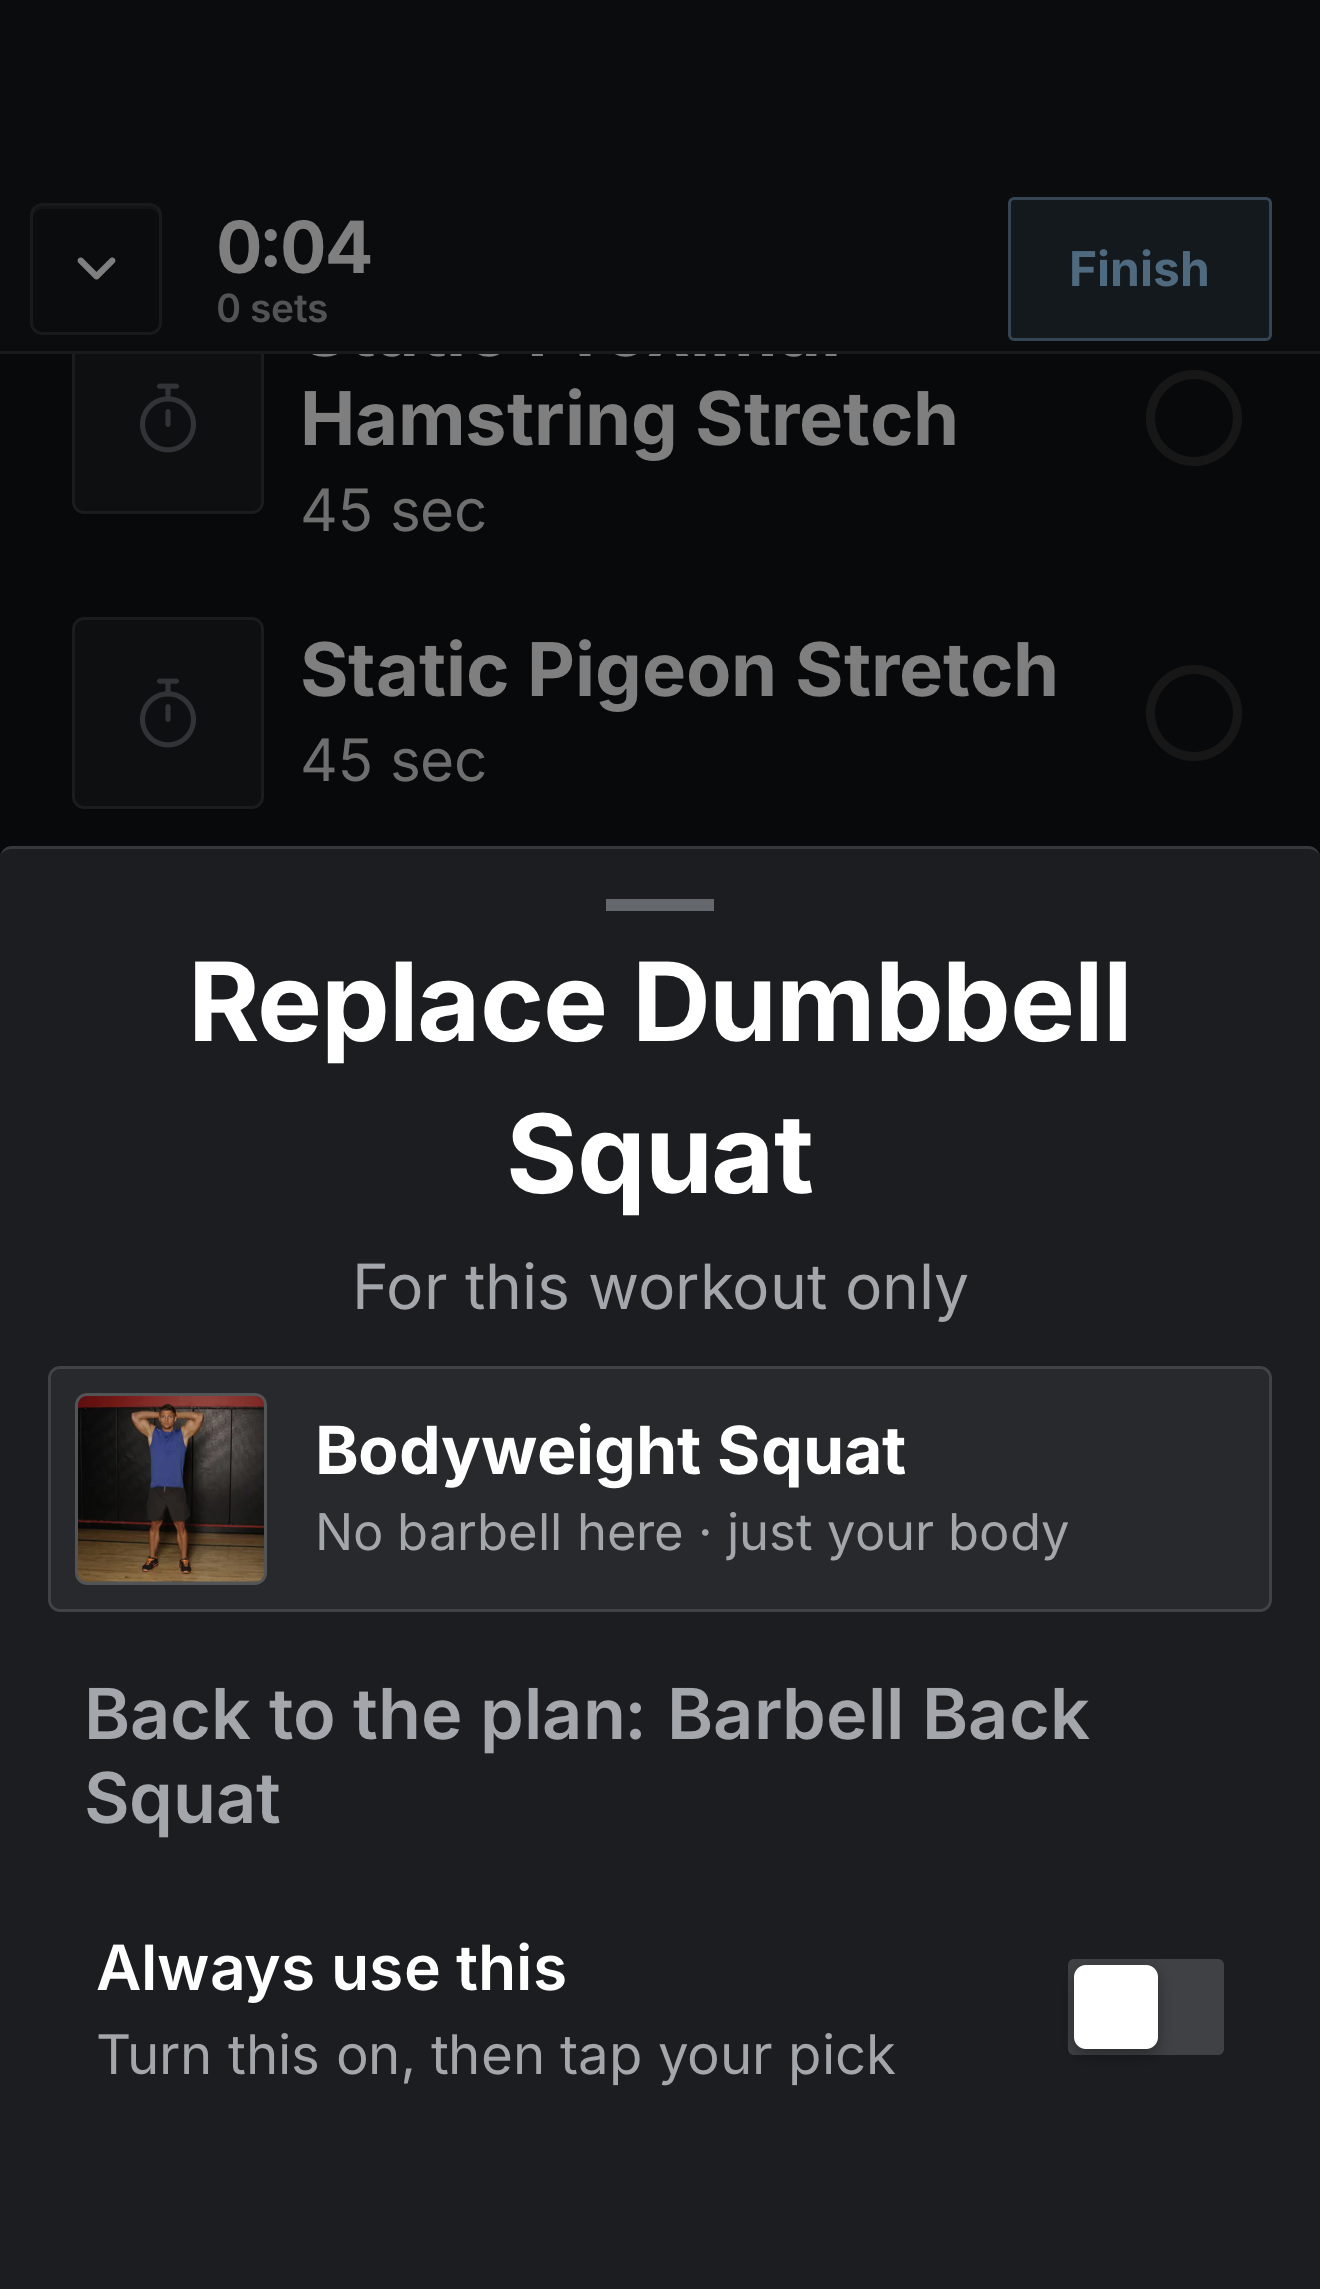 0:04
0 sets
Finish
Hamstring Stretch
45 sec
Static Pigeon Stretch
45 sec
Replace Dumbbell
Squat
For this workout only
Bodyweight Squat
No barbell here · just your body
Back to the plan: Barbell Back
Squat
Always use this
Turn this on, then tap your pick